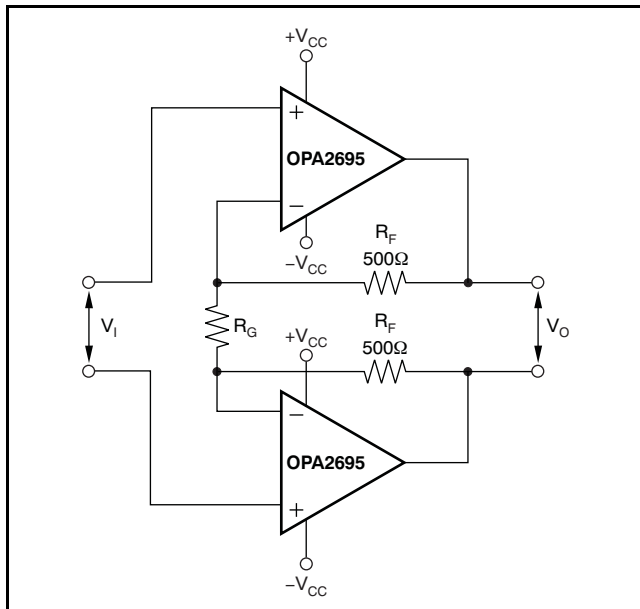 +V_CC
+
OPA2695
−
−V_CC
R_F
500Ω
V_I
R_G
V_O
+V_CC
R_F
500Ω
−
OPA2695
+
−V_CC